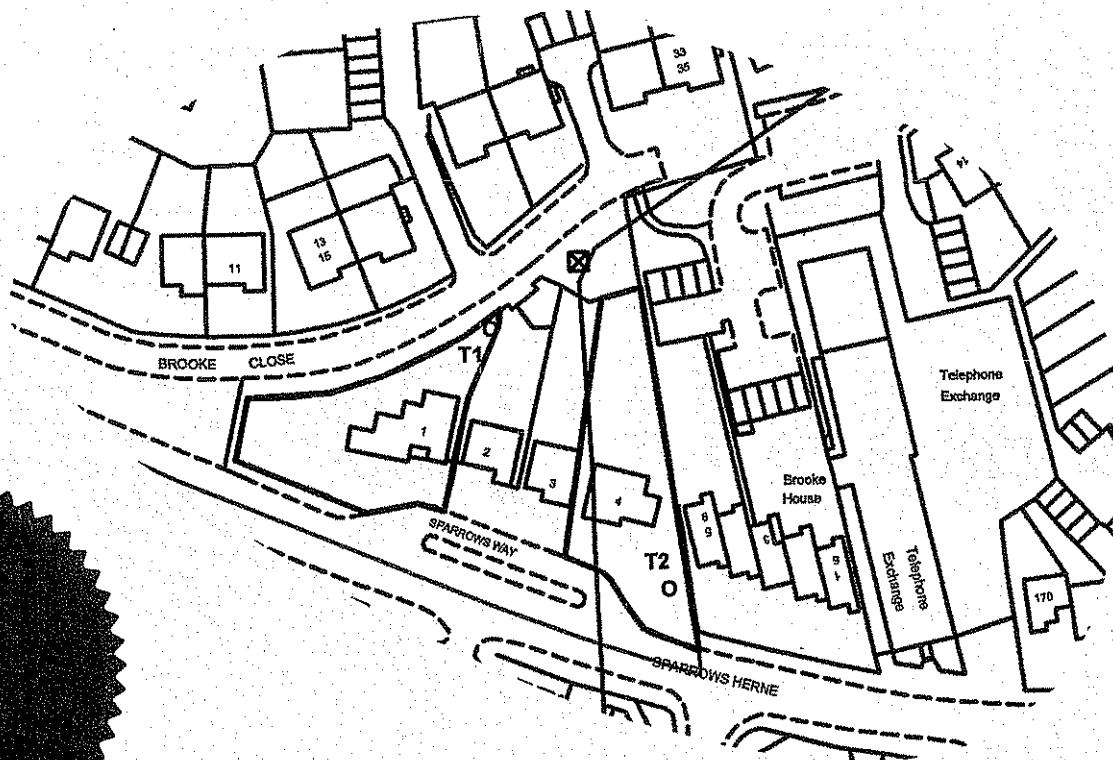 33
35
14
13
15
11
BROOKE CLOSE
T1
Telephone
Exchange
1
2
3
4
Brooke
House
SPARROWS WAY
T2
Telephone
Exchange
170
SPARROWS HERNE